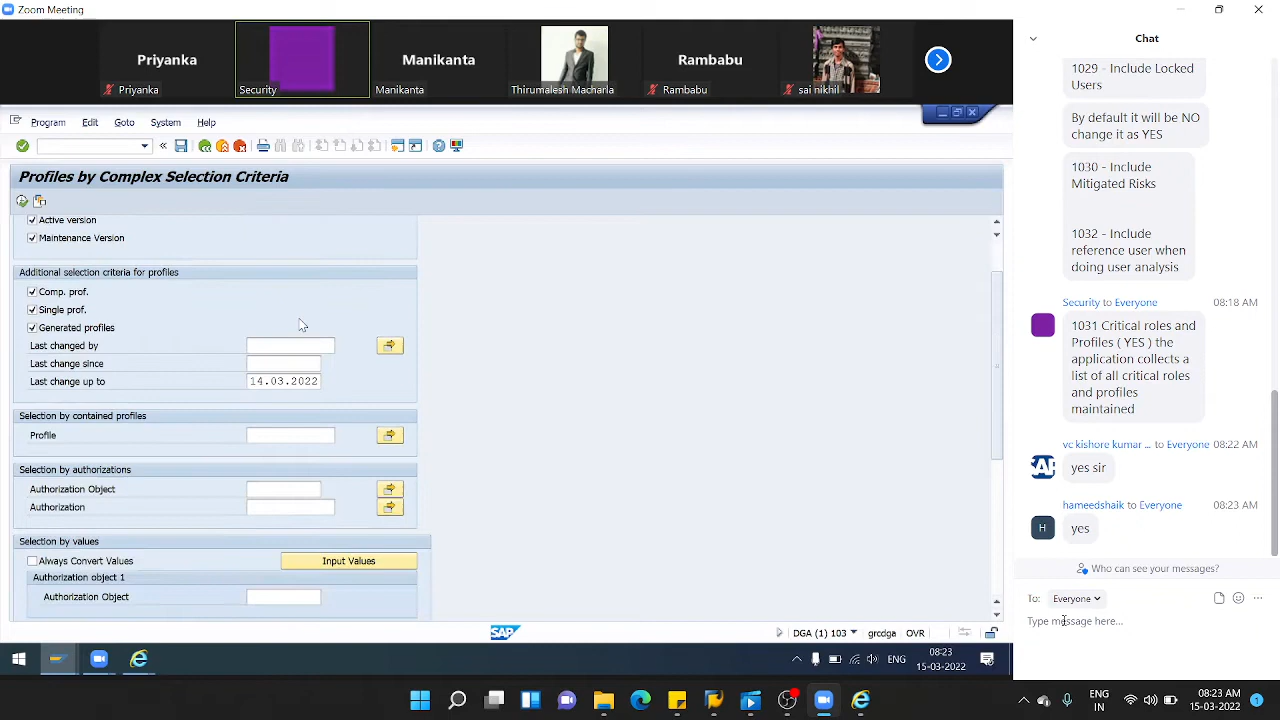 Zoom Meeting
Priyanka
Manikanta
Rambabu
Priyanka
Security
Manikanta
Thirumalesh Machana
Rambabu
sai nikhil
Program Edit Goto System Help
Profiles by Complex Selection Criteria
Active version
Maintenance Version
Additional selection criteria for profiles
Comp. prof.
Single prof.
Generated profiles
Last changed by
Last change since
Last change up to 14.03.2022
Selection by contained profiles
Profile
Selection by authorizations
Authorization Object
Authorization
Selection by values
Always Convert Values Input Values
Authorization object 1
Authorization Object
SAP
DGA (1) 103 grcdga OVR
ENG
08:23
15-03-2022
Chat
1029 - Include Locked
Users
By default it will be NO
change it as YES
1030 - Include
Mitigated Risks
1032 - Include
reference user when
doing user analysis
Security to Everyone 08:18 AM
1031 Critical roles and
Profiles ( YES ) the
application collects a
list of all critical roles
and profiles
maintained
vc kishore kumar ... to Everyone 08:22 AM
SAP
yes sir
hameedshaik to Everyone 08:23 AM
H
yes
Who can see your messages?
To: Everyone
Type message here...
ENG
IN
08:23 AM
15-03-2022
1